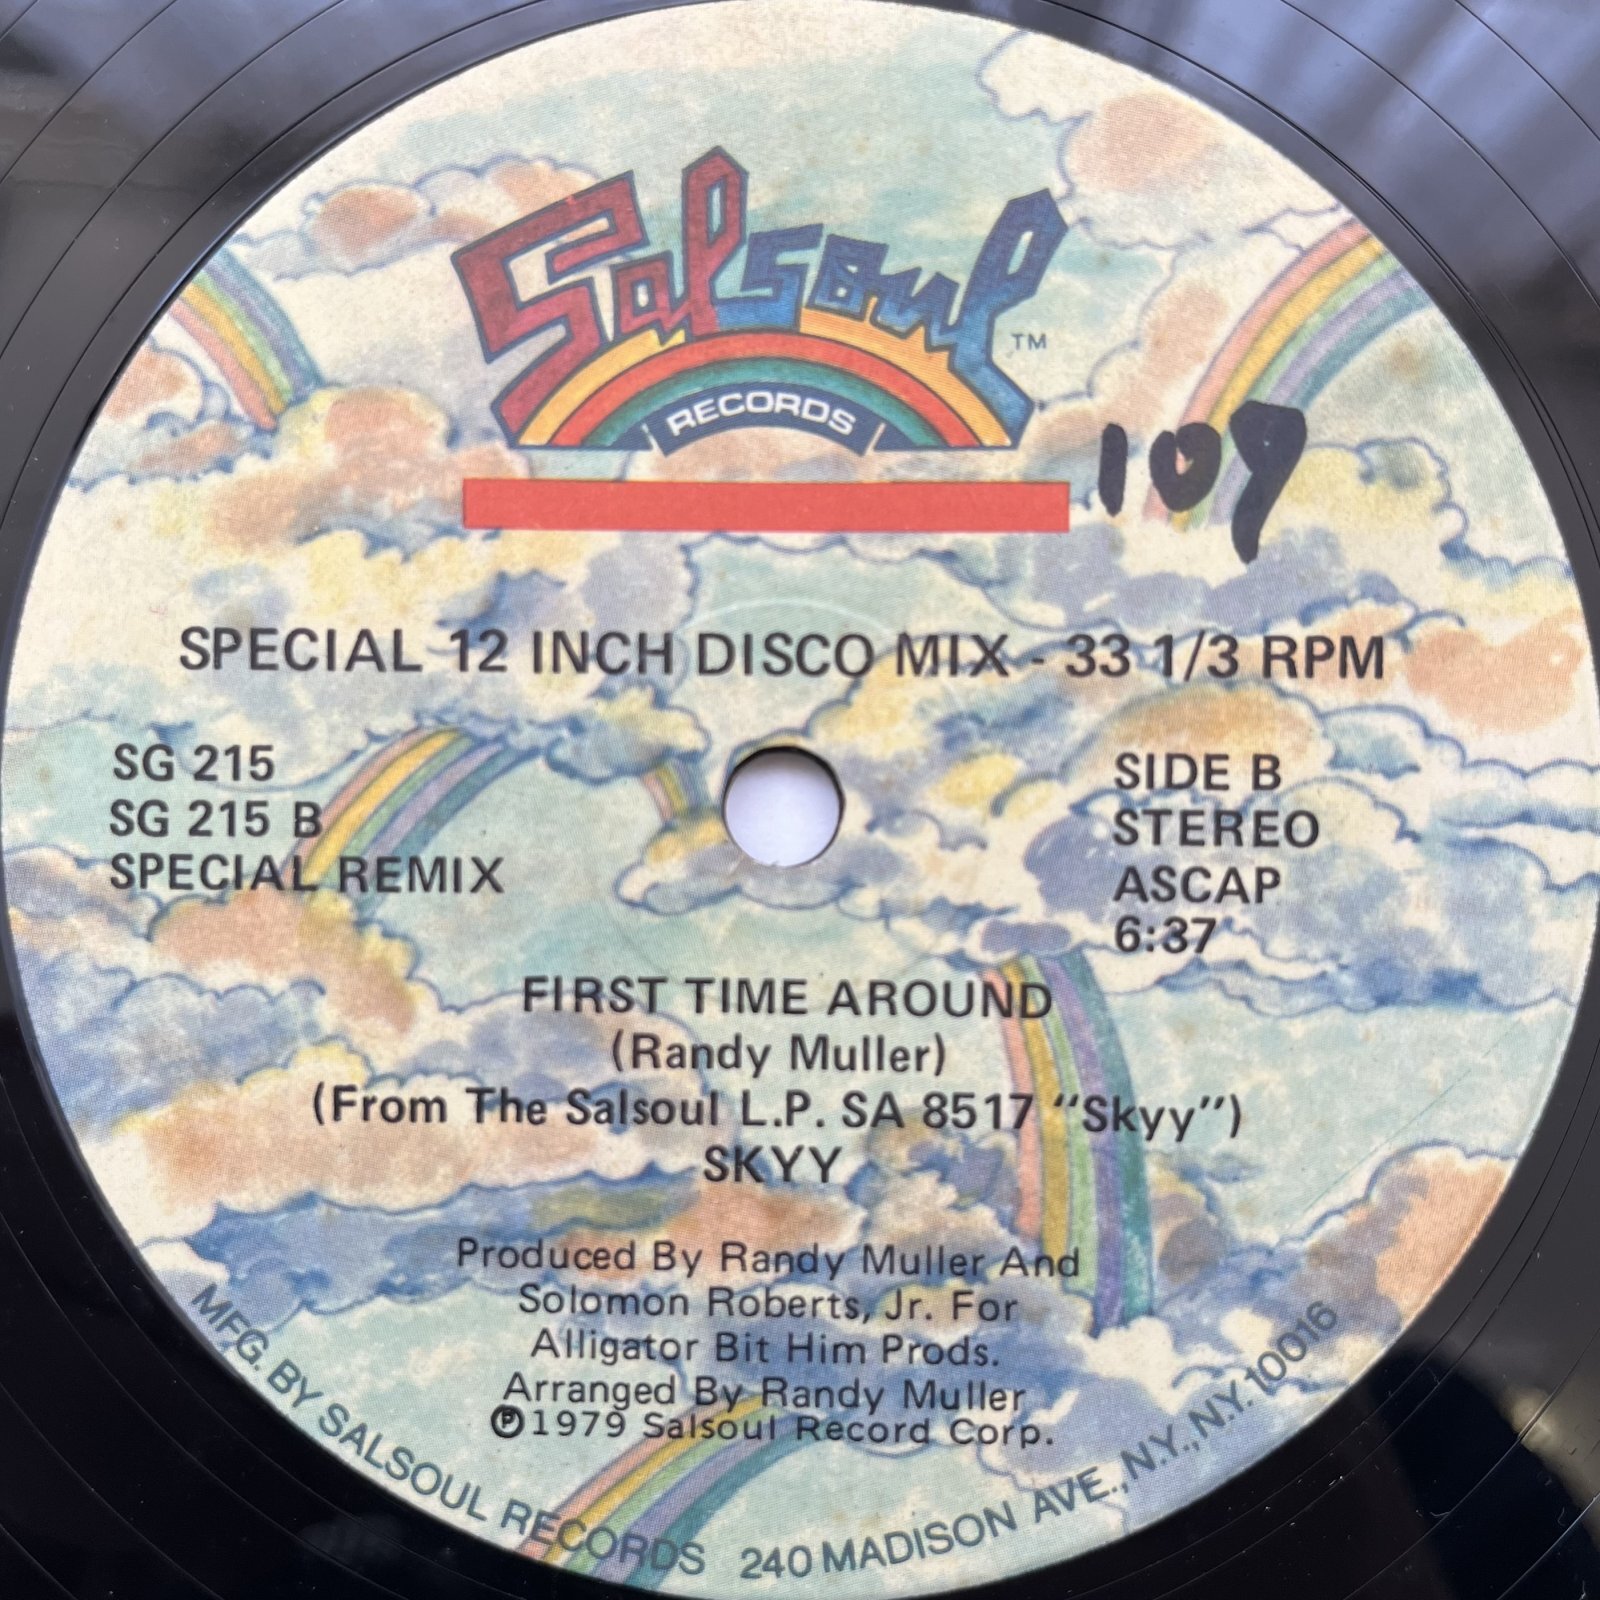 Salsoul TM
RECORDS
109
SPECIAL 12 INCH DISCO MIX - 33 1/3 RPM
SG 215
SG 215 B
SPECIAL REMIX
SIDE B
STEREO
ASCAP
6:37
FIRST TIME AROUND
(Randy Muller)
(From The Salsoul L.P. SA 8517 "Skyy")
SKYY
Produced By Randy Muller And
Solomon Roberts, Jr. For
Alligator Bit Him Prods.
Arranged By Randy Muller
Ⓟ1979 Salsoul Record Corp.
MFG. BY SALSOUL RECORDS 240 MADISON AVE., N.Y., N.Y. 10016